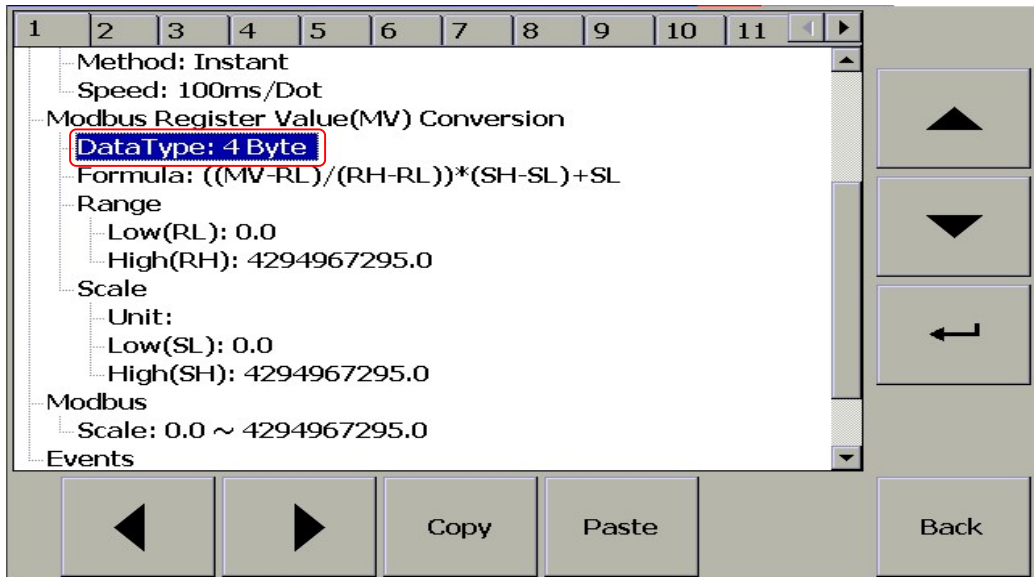 1 2 3 4 5 6 7 8 9 10 11
Method: Instant
Speed: 100ms/Dot
Modbus Register Value(MV) Conversion
DataType: 4 Byte
Formula: ((MV-RL)/(RH-RL))*(SH-SL)+SL
Range
Low(RL): 0.0
High(RH): 4294967295.0
Scale
Unit:
Low(SL): 0.0
High(SH): 4294967295.0
Modbus
Scale: 0.0 ~ 4294967295.0
Events
Copy Paste Back